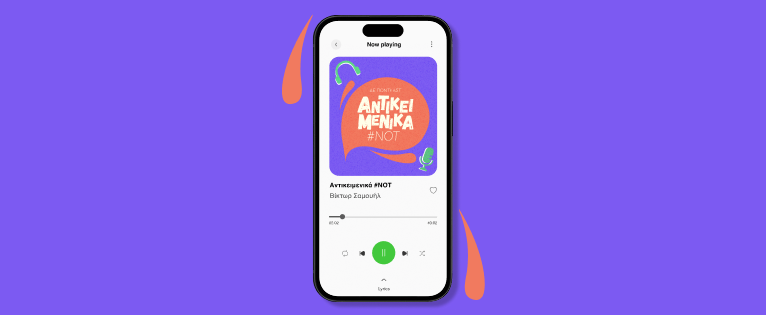 Now playing
ΑΝΤΙΚΕΙ
ΜΕΝΙΚΑ
#NOT
Αντικειμενικά #NOT
Βίκτωρ Σαμουήλ
Lyrics